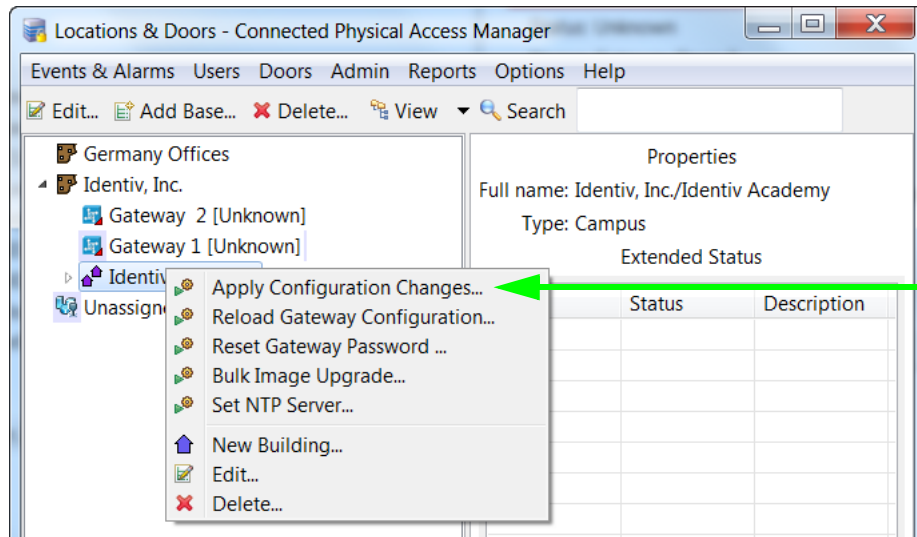 Locations & Doors - Connected Physical Access Manager
Events & Alarms Users Doors Admin Reports Options Help
Edit... Add Base... Delete... View Search
Germany Offices
Identiv, Inc.
Gateway 2 [Unknown]
Gateway 1 [Unknown]
Identiv
Unassigne
Apply Configuration Changes...
Reload Gateway Configuration...
Reset Gateway Password ...
Bulk Image Upgrade...
Set NTP Server...
New Building...
Edit...
Delete...
Properties
Full name: Identiv, Inc./Identiv Academy
Type: Campus
Extended Status
Status Description